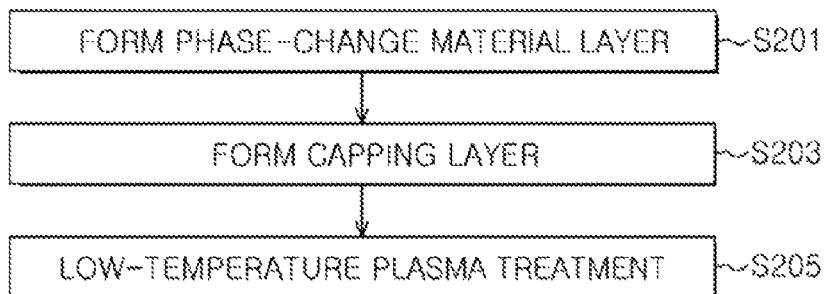 FORM PHASE-CHANGE MATERIAL LAYER S201
FORM CAPPING LAYER S203
LOW-TEMPERATURE PLASMA TREATMENT S205